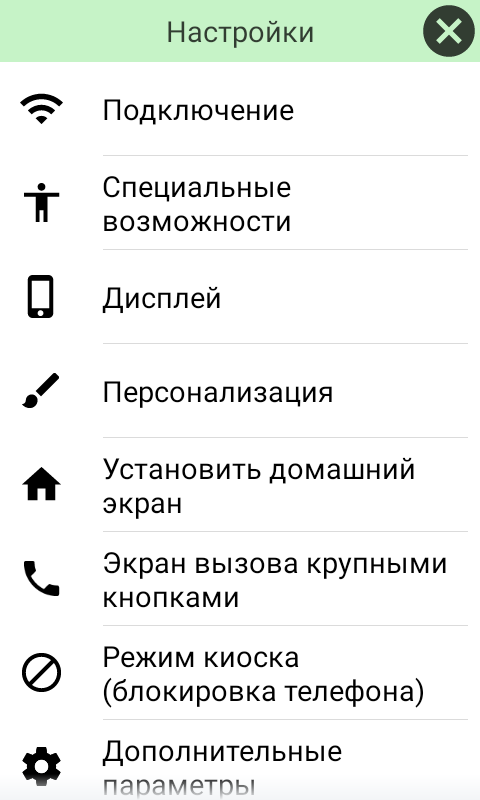 Настройки
Подключение
Специальные
возможности
Дисплей
Персонализация
Установить домашний
экран
Экран вызова крупными
кнопками
Режим киоска
(блокировка телефона)
Дополнительные
параметры